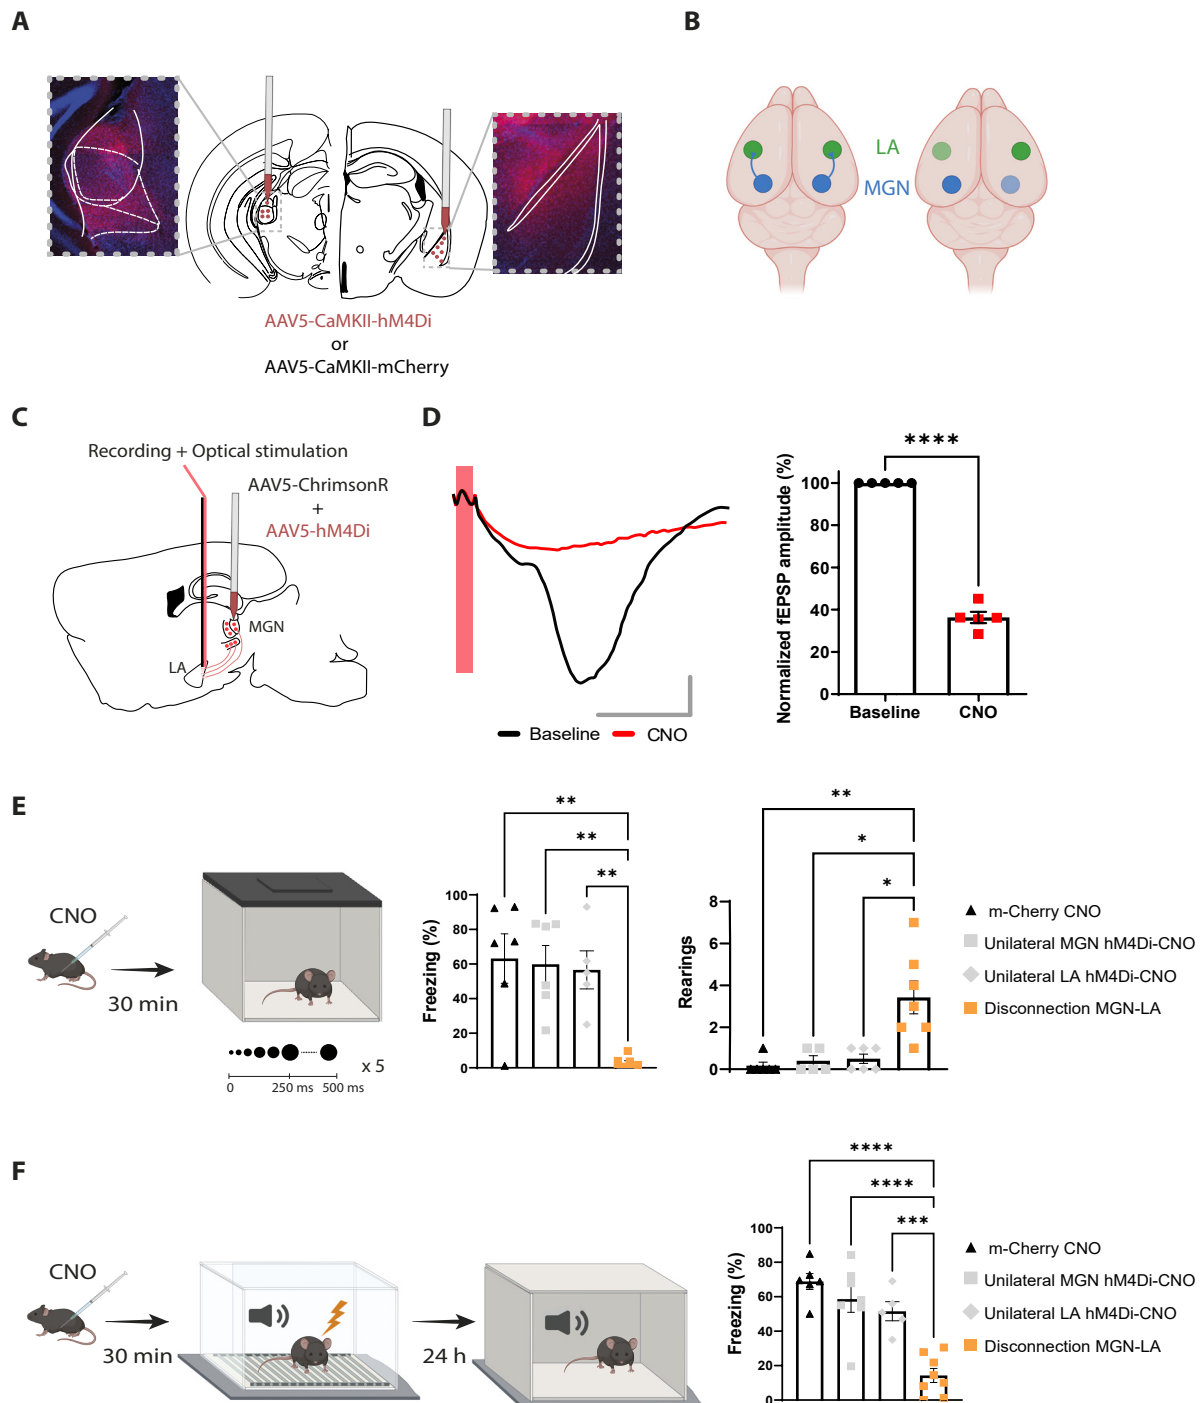 A
B
LA
MGN
AAV5-CaMKII-hM4Di
or
AAV5-CaMKII-mCherry
C
Recording + Optical stimulation
AAV5-ChrimsonR
+
AAV5-hM4Di
MGN
LA
D
Baseline
CNO
****
Normalized fEPSP amplitude (%)
100
80
60
40
20
0
Baseline
CNO
E
CNO
30 min
0
250 ms
500 ms
x 5
**
**
**
Freezing (%)
100
80
60
40
20
0
**
*
*
Rearings
8
6
4
2
0
m-Cherry CNO
Unilateral MGN hM4Di-CNO
Unilateral LA hM4Di-CNO
Disconnection MGN-LA
F
CNO
30 min
24 h
****
****
***
Freezing (%)
100
80
60
40
20
0
m-Cherry CNO
Unilateral MGN hM4Di-CNO
Unilateral LA hM4Di-CNO
Disconnection MGN-LA